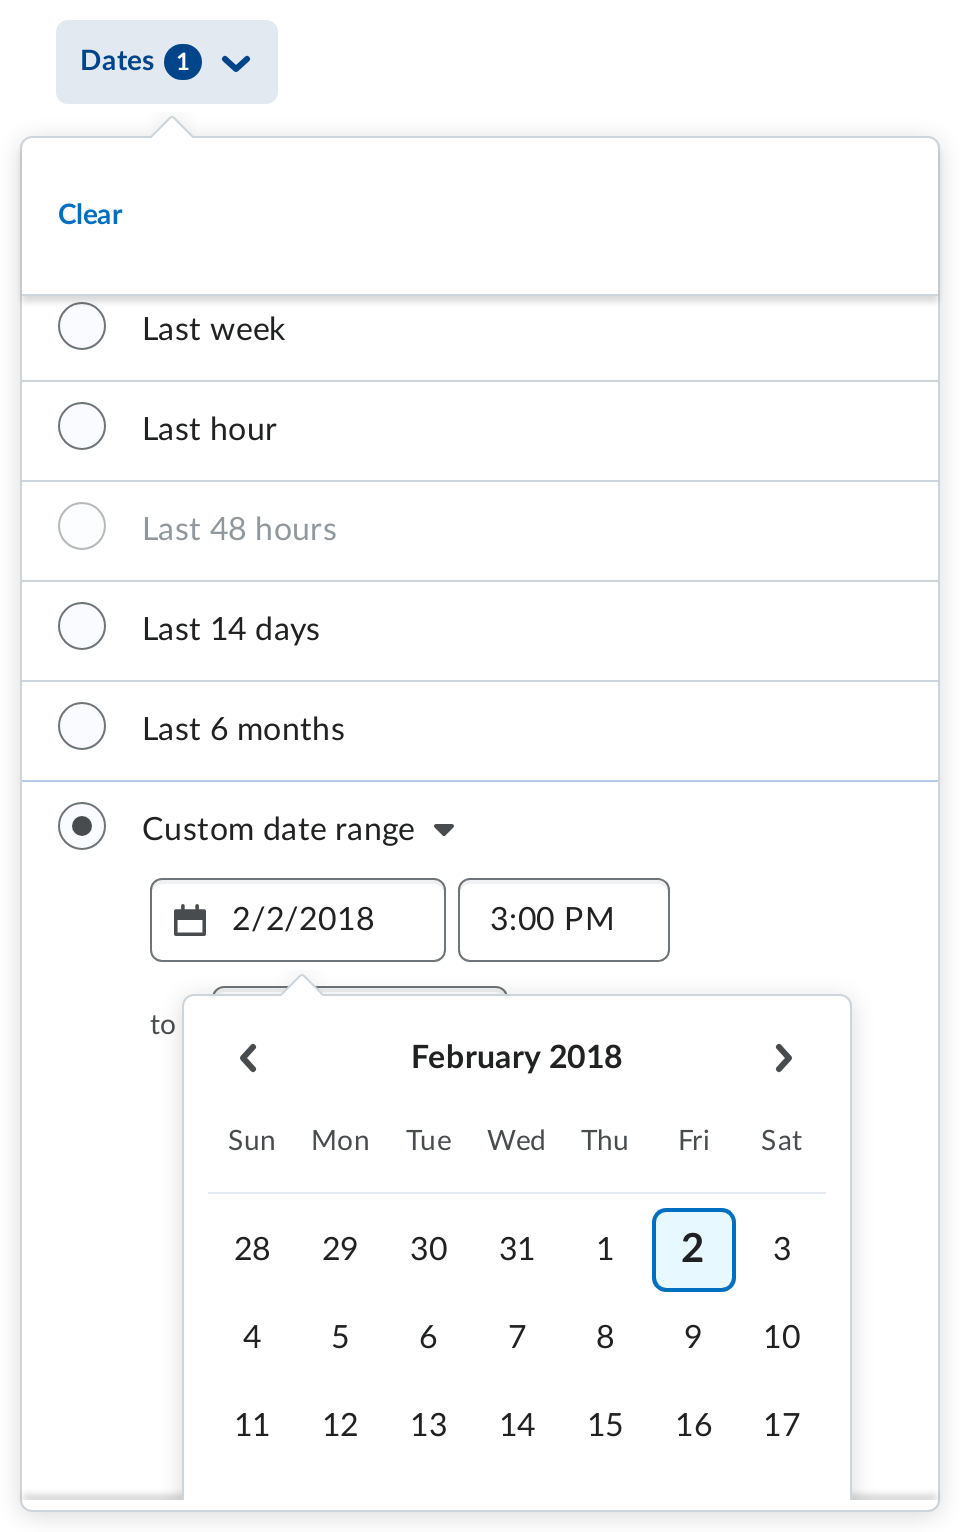 Dates 1
Clear
Last week
Last hour
Last 48 hours
Last 14 days
Last 6 months
Custom date range
2/2/2018 3:00 PM
to
February 2018
Sun Mon Tue Wed Thu Fri Sat
28 29 30 31 1 2 3
4 5 6 7 8 9 10
11 12 13 14 15 16 17